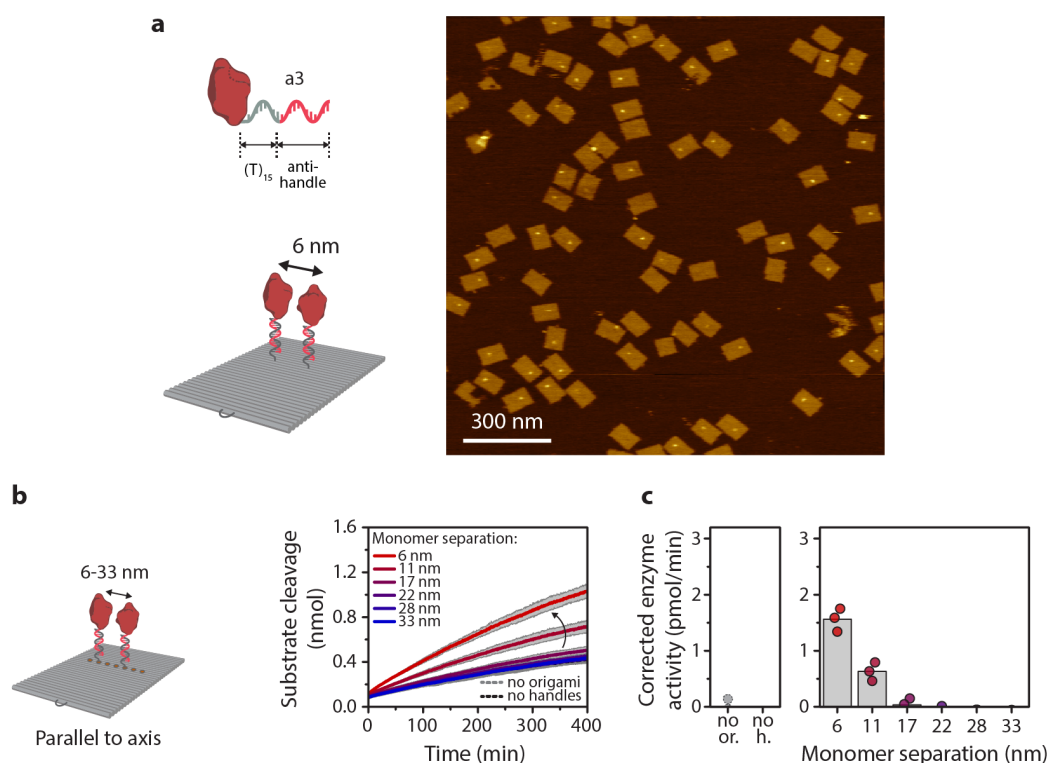 a
a3
(T)15
anti-
handle
6 nm
300 nm
b
6-33 nm
Parallel to axis
Substrate cleavage
(nmol)
1.6
1.2
0.8
0.4
0.0
Monomer separation:
6 nm
11 nm
17 nm
22 nm
28 nm
33 nm
no origami
no handles
0 100 200 300 400
Time (min)
c
Corrected enzyme
activity (pmol/min)
3
2
1
0
no
or.
no
h.
3
2
1
0
6 11 17 22 28 33
Monomer separation (nm)